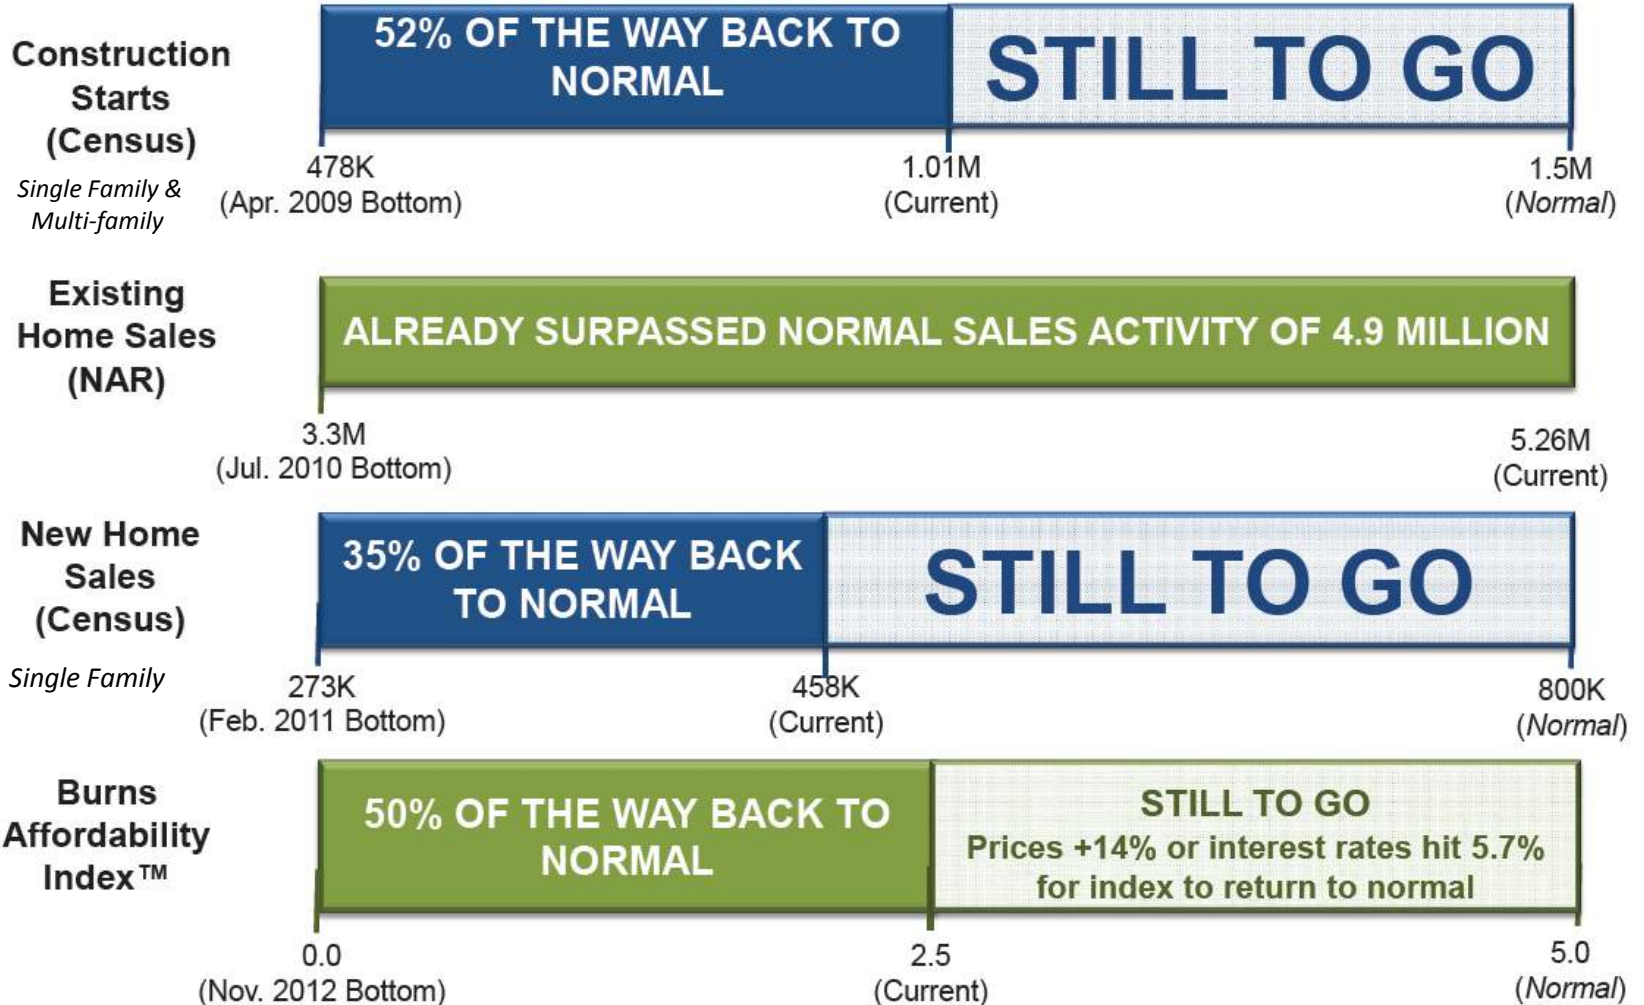 Construction
Starts
(Census)
Single Family &
Multi-family
52% OF THE WAY BACK TO
NORMAL
STILL TO GO
478K
(Apr. 2009 Bottom)
1.01M
(Current)
1.5M
(Normal)
Existing
Home Sales
(NAR)
ALREADY SURPASSED NORMAL SALES ACTIVITY OF 4.9 MILLION
3.3M
(Jul. 2010 Bottom)
5.26M
(Current)
New Home
Sales
(Census)
Single Family
35% OF THE WAY BACK
TO NORMAL
STILL TO GO
273K
(Feb. 2011 Bottom)
458K
(Current)
800K
(Normal)
Burns
Affordability
Index™
50% OF THE WAY BACK TO
NORMAL
STILL TO GO
Prices +14% or interest rates hit 5.7%
for index to return to normal
0.0
(Nov. 2012 Bottom)
2.5
(Current)
5.0
(Normal)